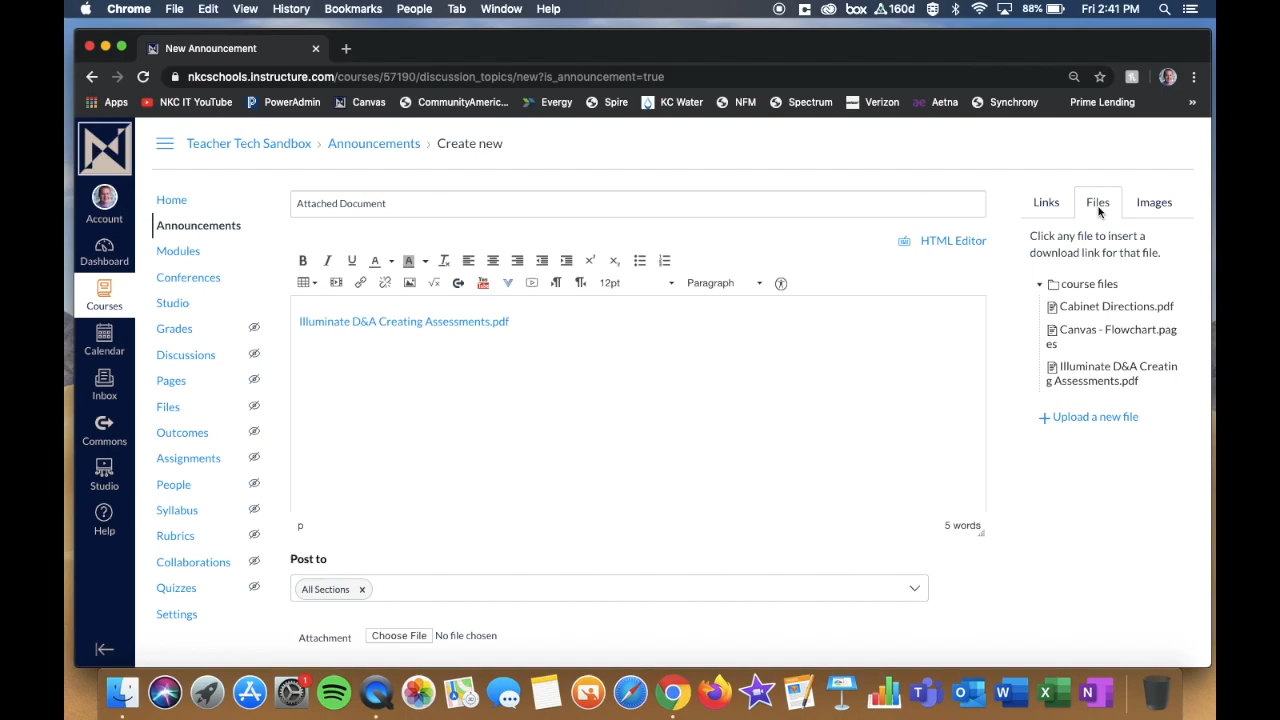 Chrome File Edit View History Bookmarks People Tab Window Help
box 160d 88% Fri 2:41 PM
New Announcement
nkcschools.instructure.com/courses/57190/discussion_topics/new?is_announcement=true
Apps NKC IT YouTube PowerAdmin Canvas CommunityAmeric... Evergy Spire KC Water NFM Spectrum Verizon ae Aetna Synchrony Prime Lending »
Teacher Tech Sandbox › Announcements › Create new
Account
Dashboard
Courses
Calendar
Inbox
Commons
Studio
Help
Home
Announcements
Modules
Conferences
Studio
Grades
Discussions
Pages
Files
Outcomes
Assignments
People
Syllabus
Rubrics
Collaborations
Quizzes
Settings
Attached Document
HTML Editor
B I U A A
12pt Paragraph
Illuminate D&A Creating Assessments.pdf
p 5 words
Post to
All Sections x
Attachment Choose File No file chosen
Links Files Images
Click any file to insert a
download link for that file.
course files
Cabinet Directions.pdf
Canvas - Flowchart.pag
es
Illuminate D&A Creatin
g Assessments.pdf
+ Upload a new file
1